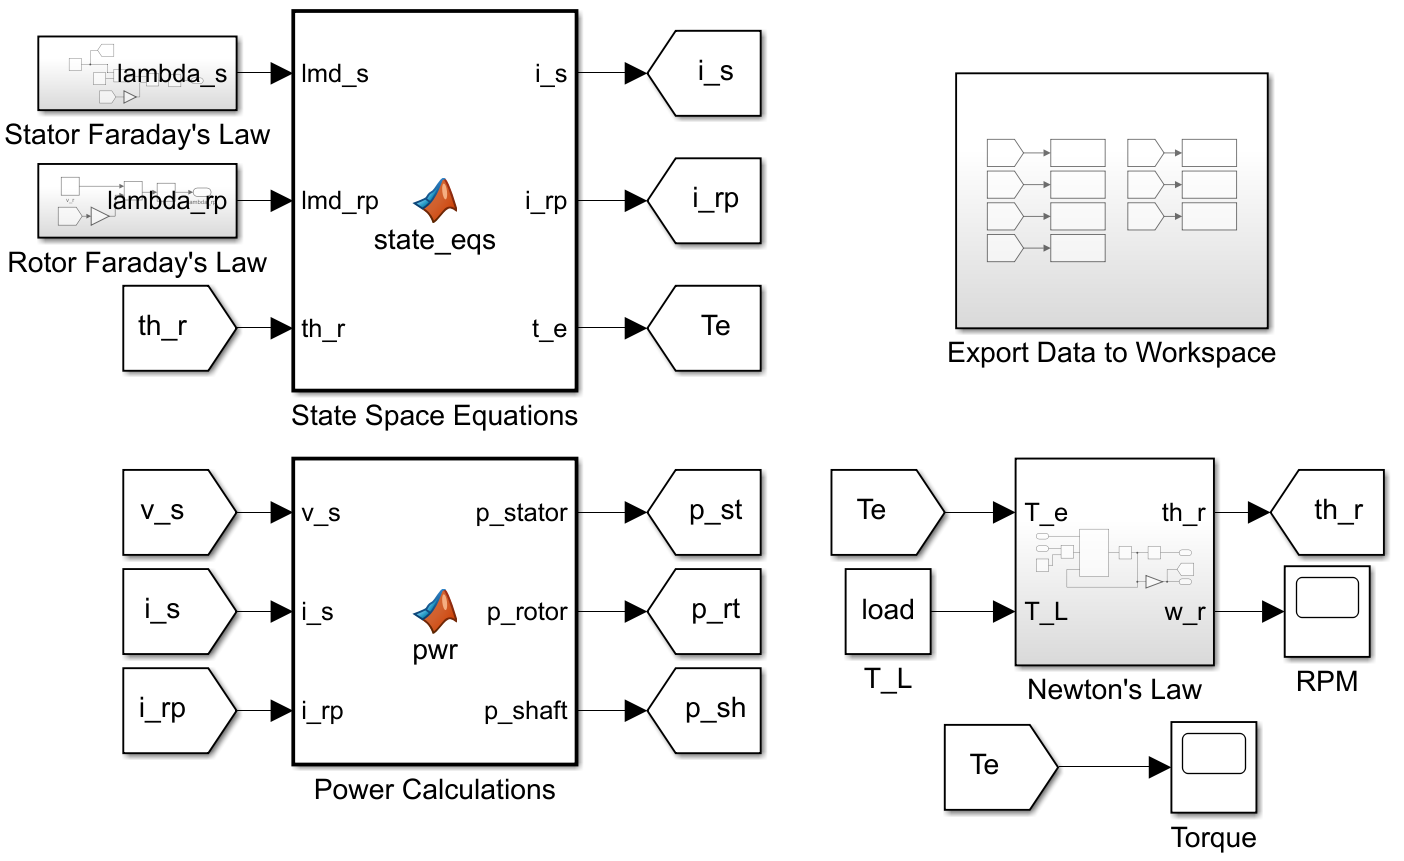 lambda_s
Stator Faraday's Law
lambda_rp
Rotor Faraday's Law
th_r
lmd_s
lmd_rp
th_r
state_eqs
i_s
i_rp
t_e
State Space Equations
i_s
i_rp
Te
Export Data to Workspace
v_s
i_s
i_rp
v_s
i_s
i_rp
pwr
p_stator
p_rotor
p_shaft
Power Calculations
p_st
p_rt
p_sh
Te
load
T_L
T_e
T_L
th_r
w_r
Newton's Law
th_r
RPM
Te
Torque